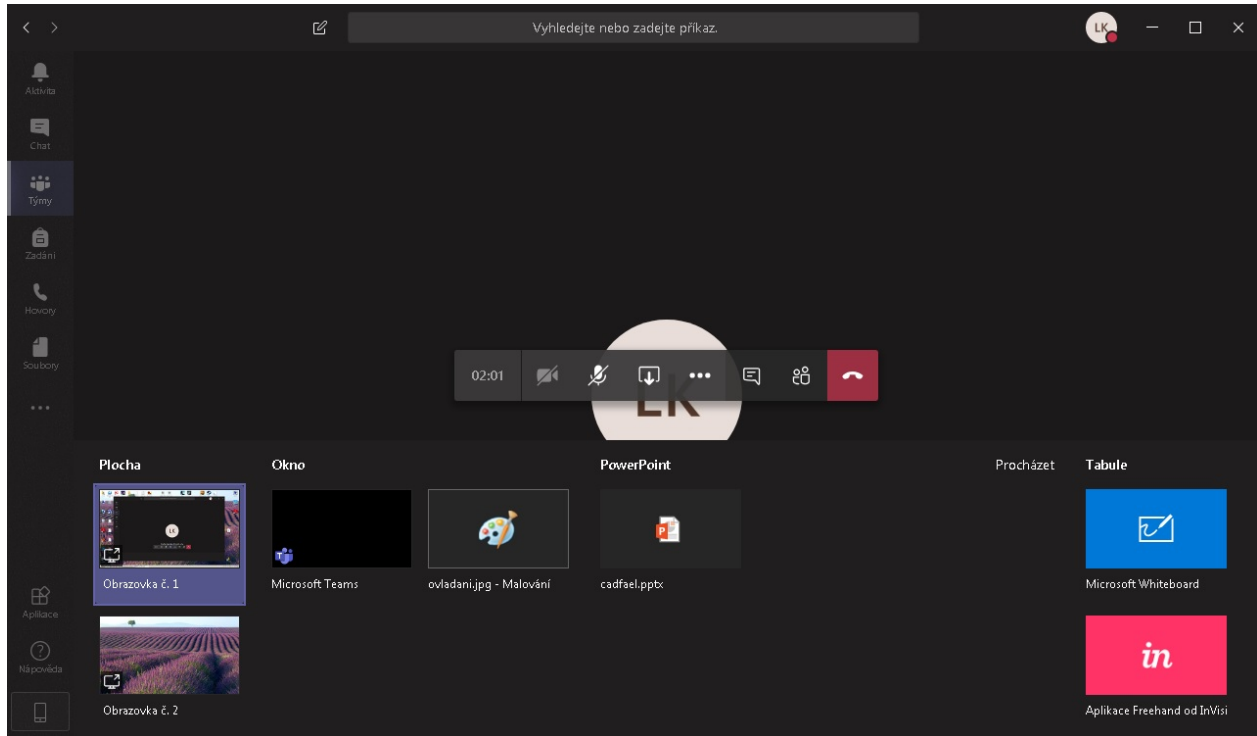 Vyhledejte nebo zadejte příkaz.
LK
Aktivita
Chat
Týmy
Zadání
Hovory
Soubory
Aplikace
Nápověda
02:01
LK
Plocha
Okno
PowerPoint
Procházet
Tabule
LK
P
in
Obrazovka č. 1
Microsoft Teams
ovladani.jpg - Malování
cadfael.pptx
Microsoft Whiteboard
Obrazovka č. 2
Aplikace Freehand od InVisi